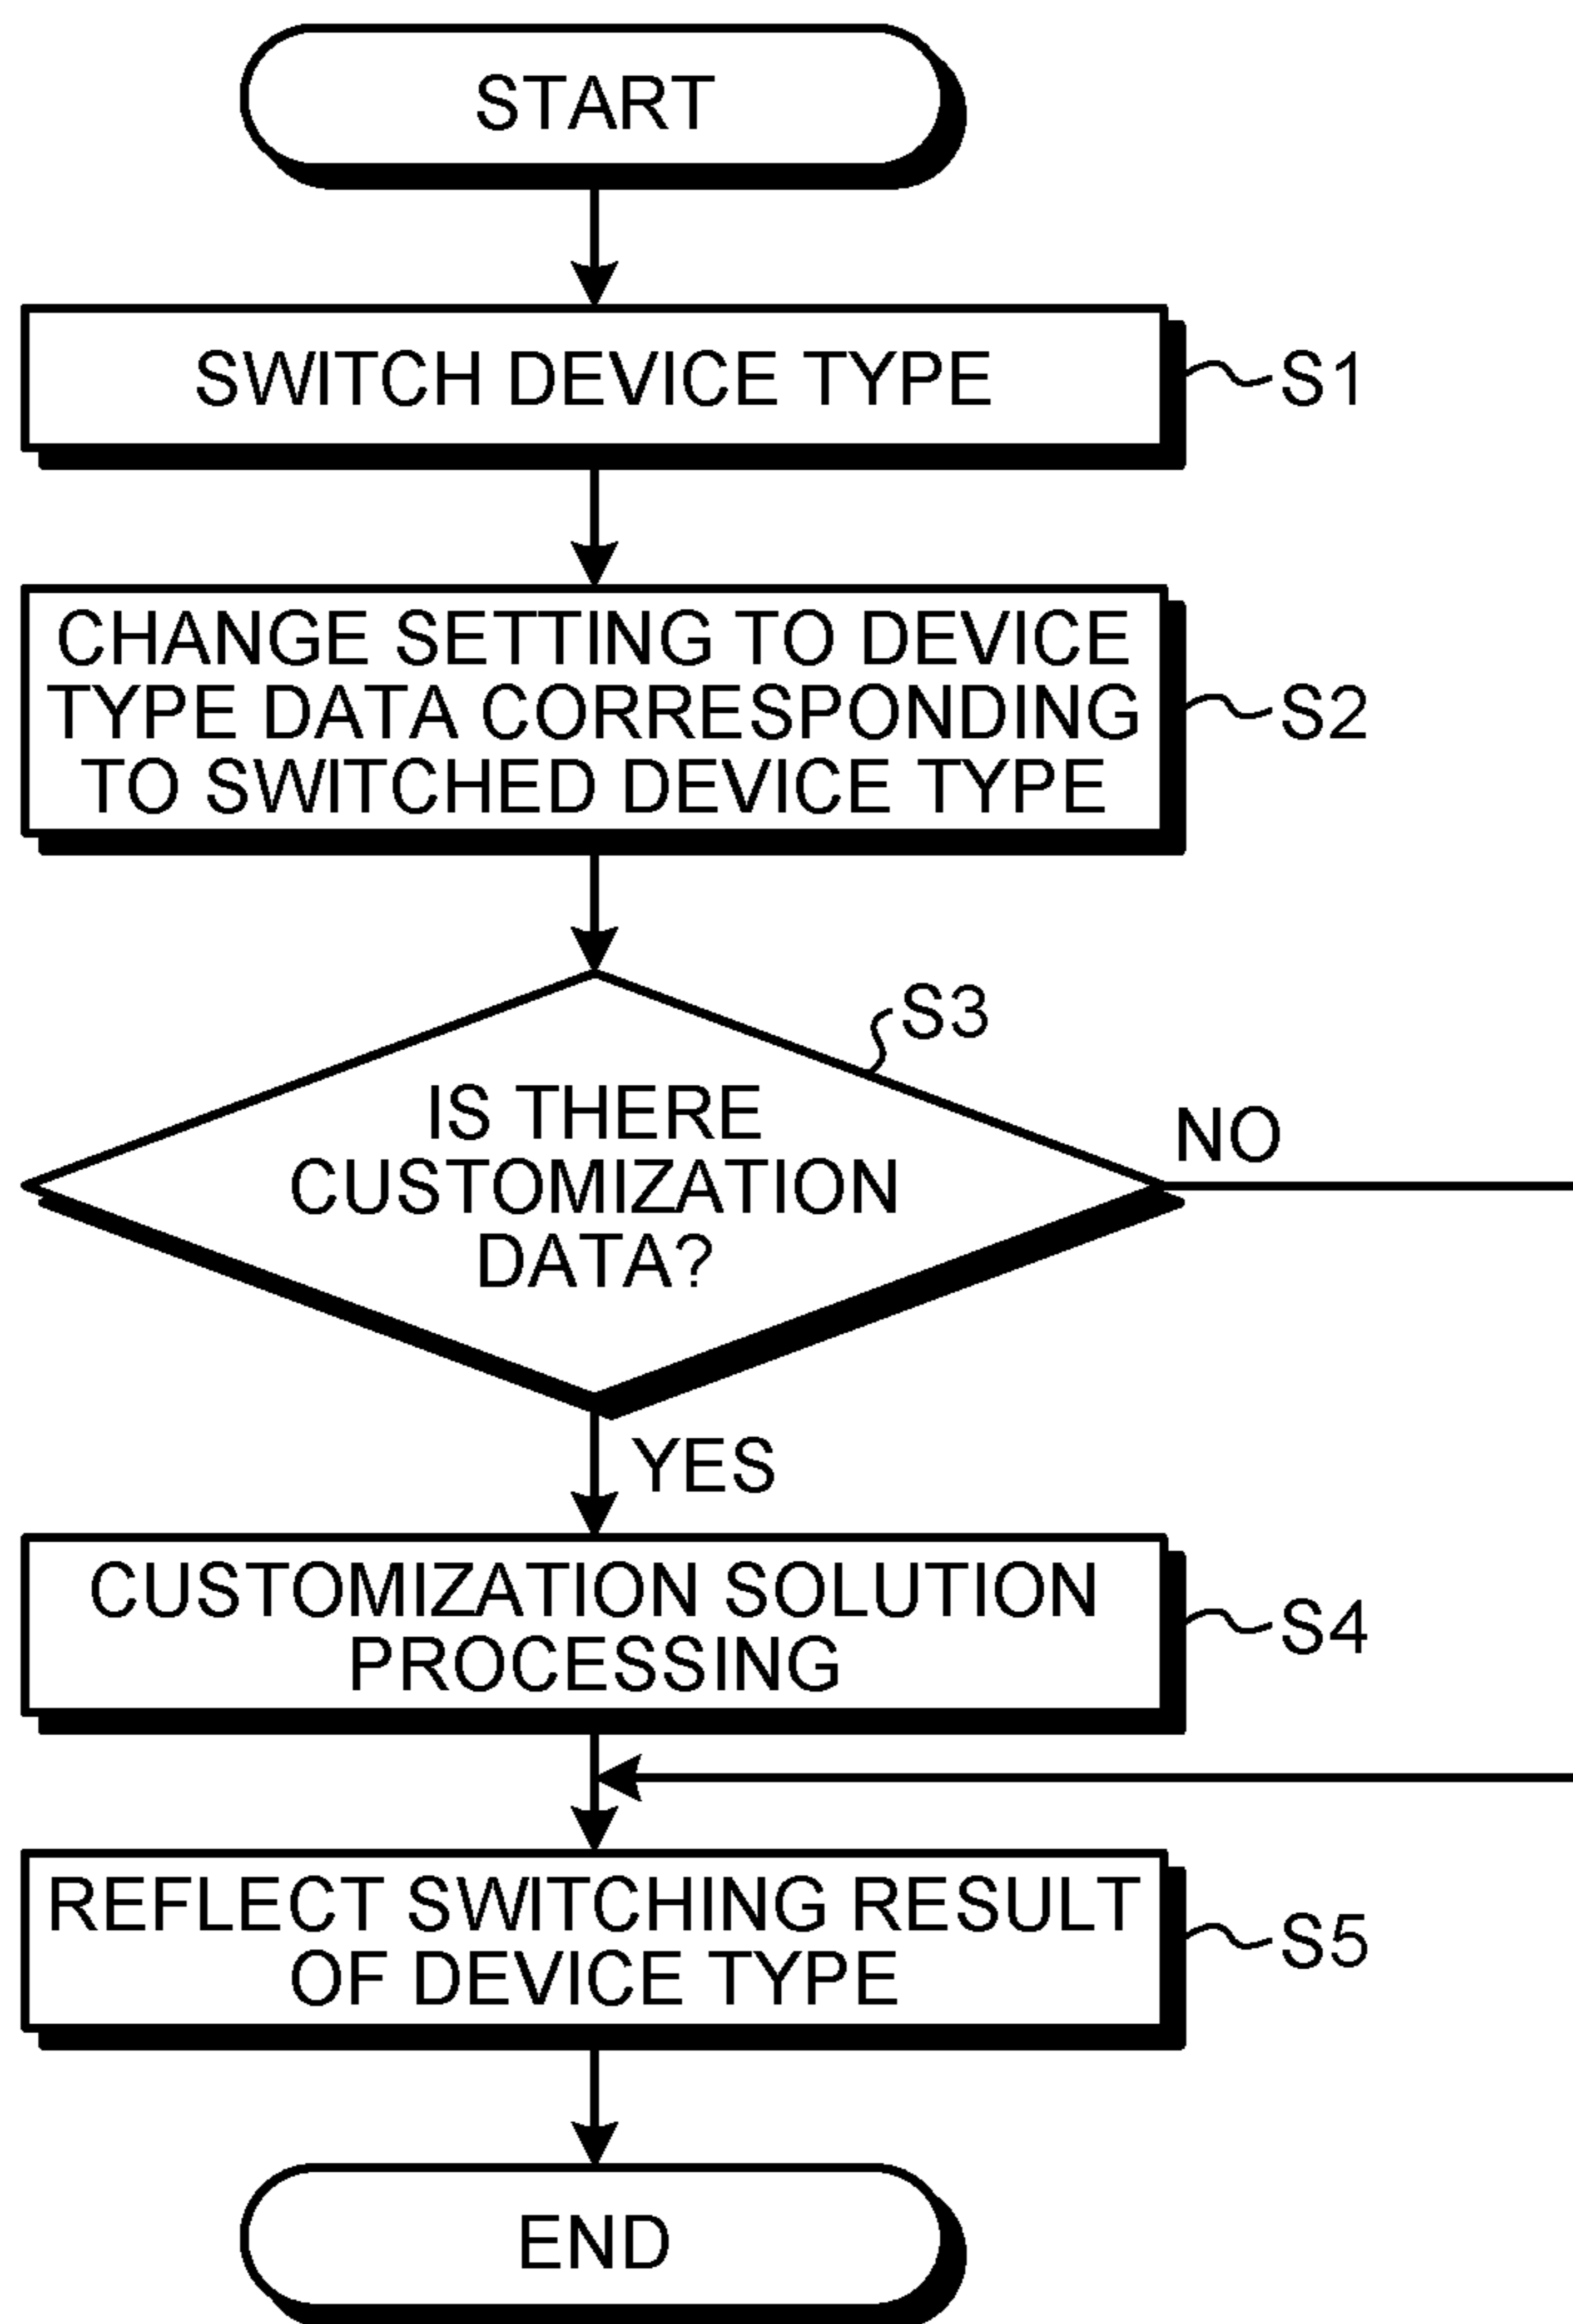 START
SWITCH DEVICE TYPE
S1
CHANGE SETTING TO DEVICE
TYPE DATA CORRESPONDING
TO SWITCHED DEVICE TYPE
S2
S3
IS THERE
CUSTOMIZATION
DATA?
NO
YES
CUSTOMIZATION SOLUTION
PROCESSING
S4
REFLECT SWITCHING RESULT
OF DEVICE TYPE
S5
END